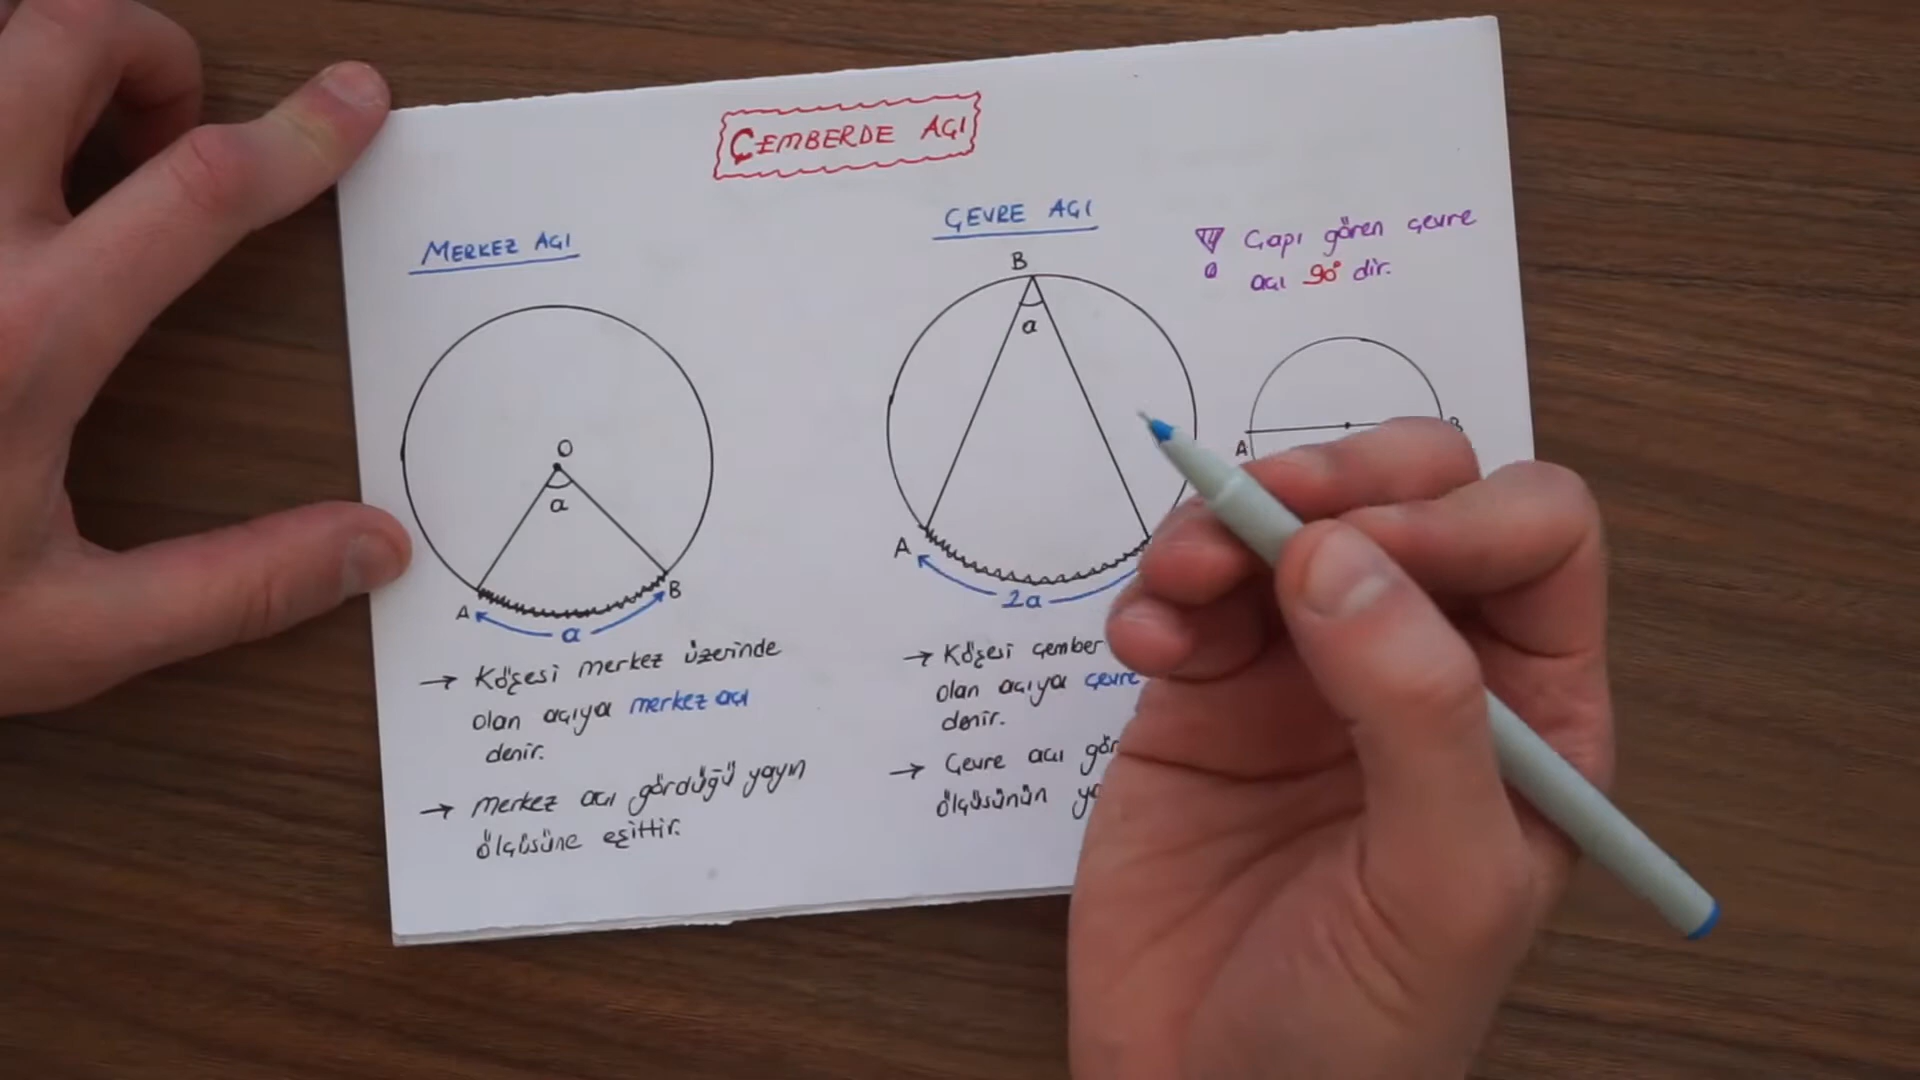 ÇEMBERDE AÇI
MERKEZ AÇI
O
a
A
B
a
→ Köşesi merkez üzerinde
olan açıya merkez açı
denir.
→ merkez açı gördüğü yayın
ölçüsüne eşittir.
ÇEVRE AÇI
B
a
A
2a
→ Köşesi çember
olan açıya çevre
denir.
→ Çevre açı
ölçüsünün
Çapı gören çevre
açı 90° dir.
A
B